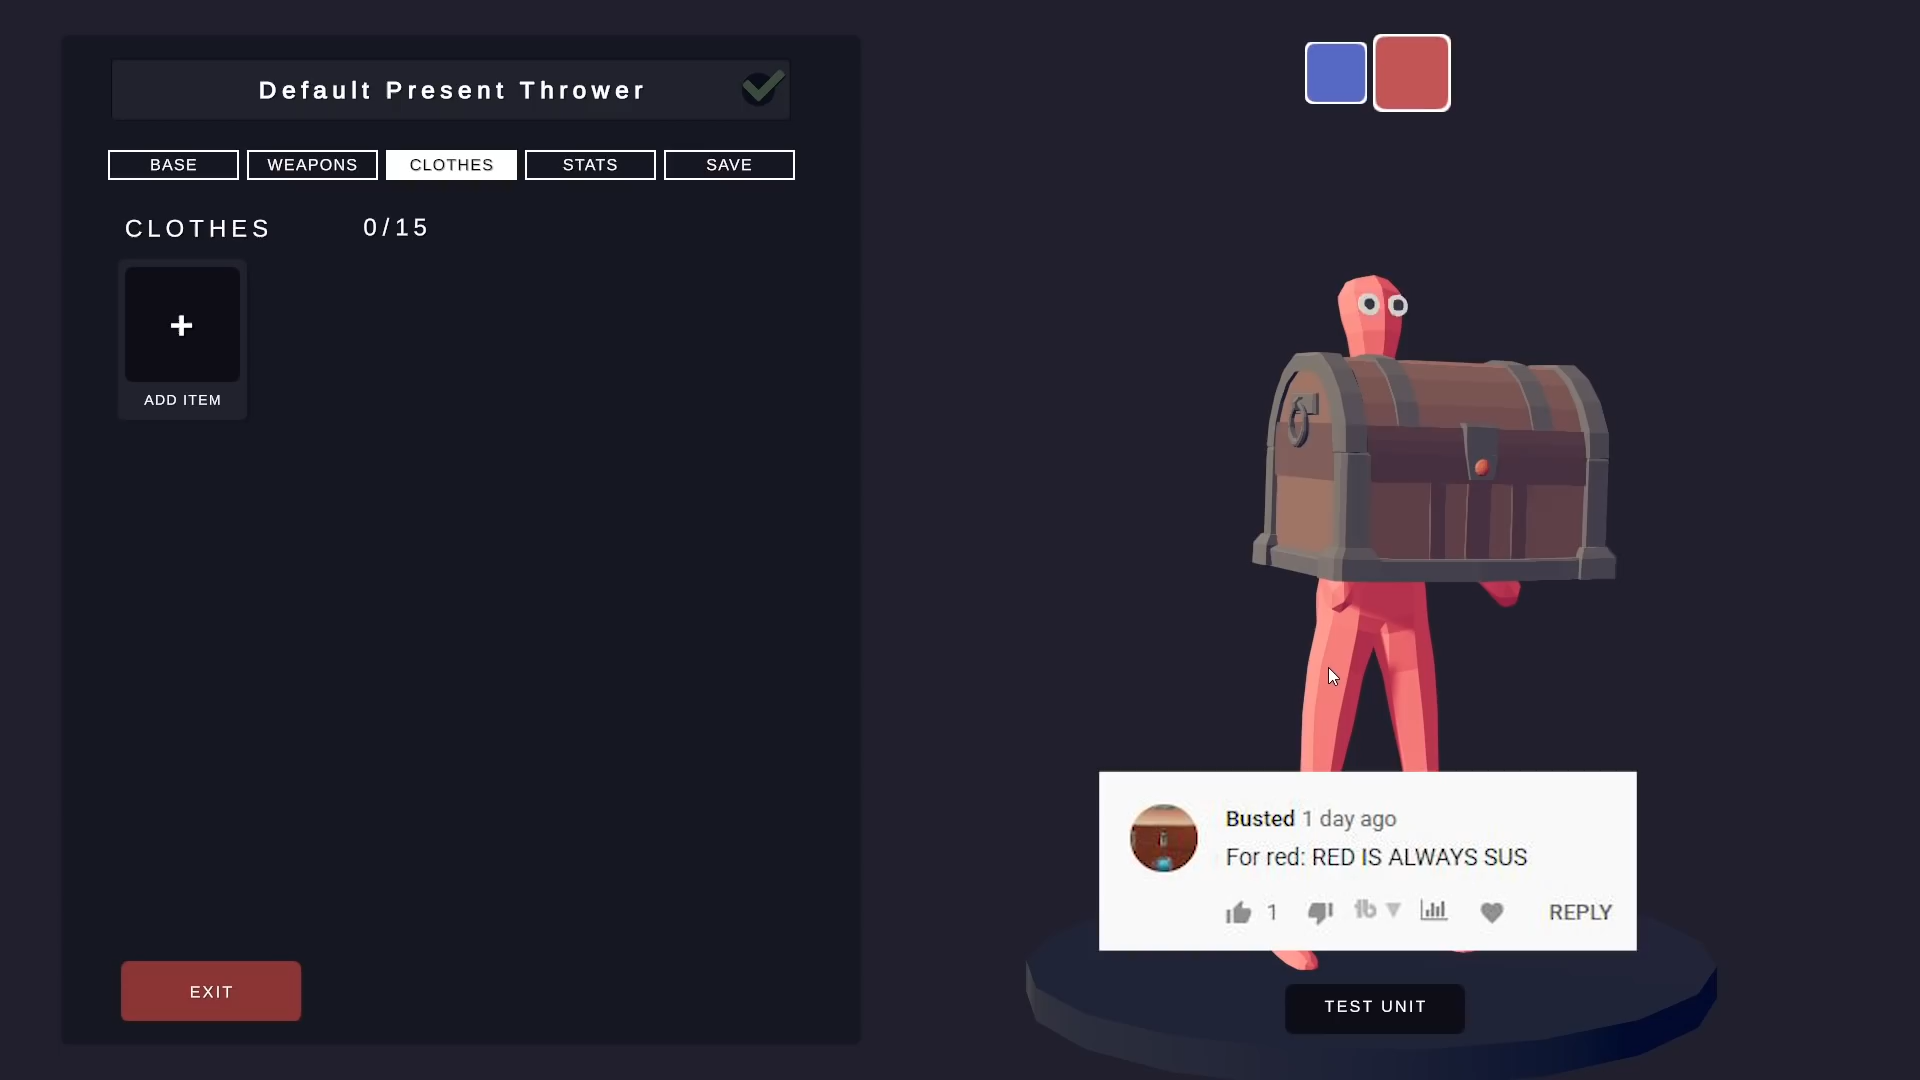 Default Present Thrower
BASE
WEAPONS
CLOTHES
STATS
SAVE
CLOTHES 0/15
+
ADD ITEM
Busted 1 day ago
For red: RED IS ALWAYS SUS
1
REPLY
EXIT
TEST UNIT